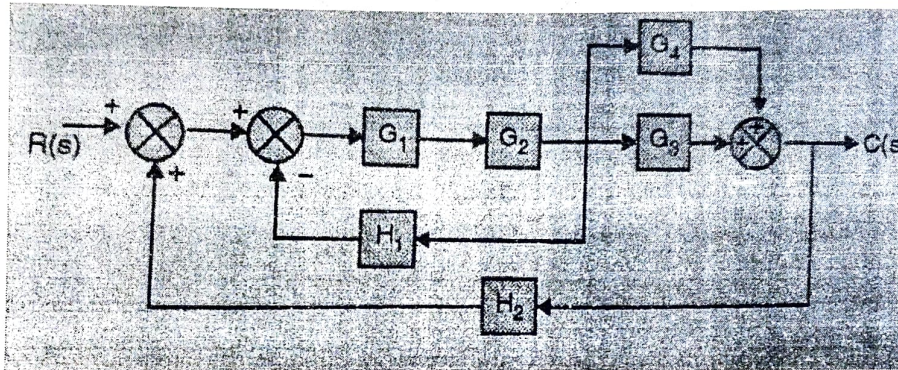 G4
+
+
+
R(s)
G1
G2
G3
+
+
C(s
+
−
H1
H2